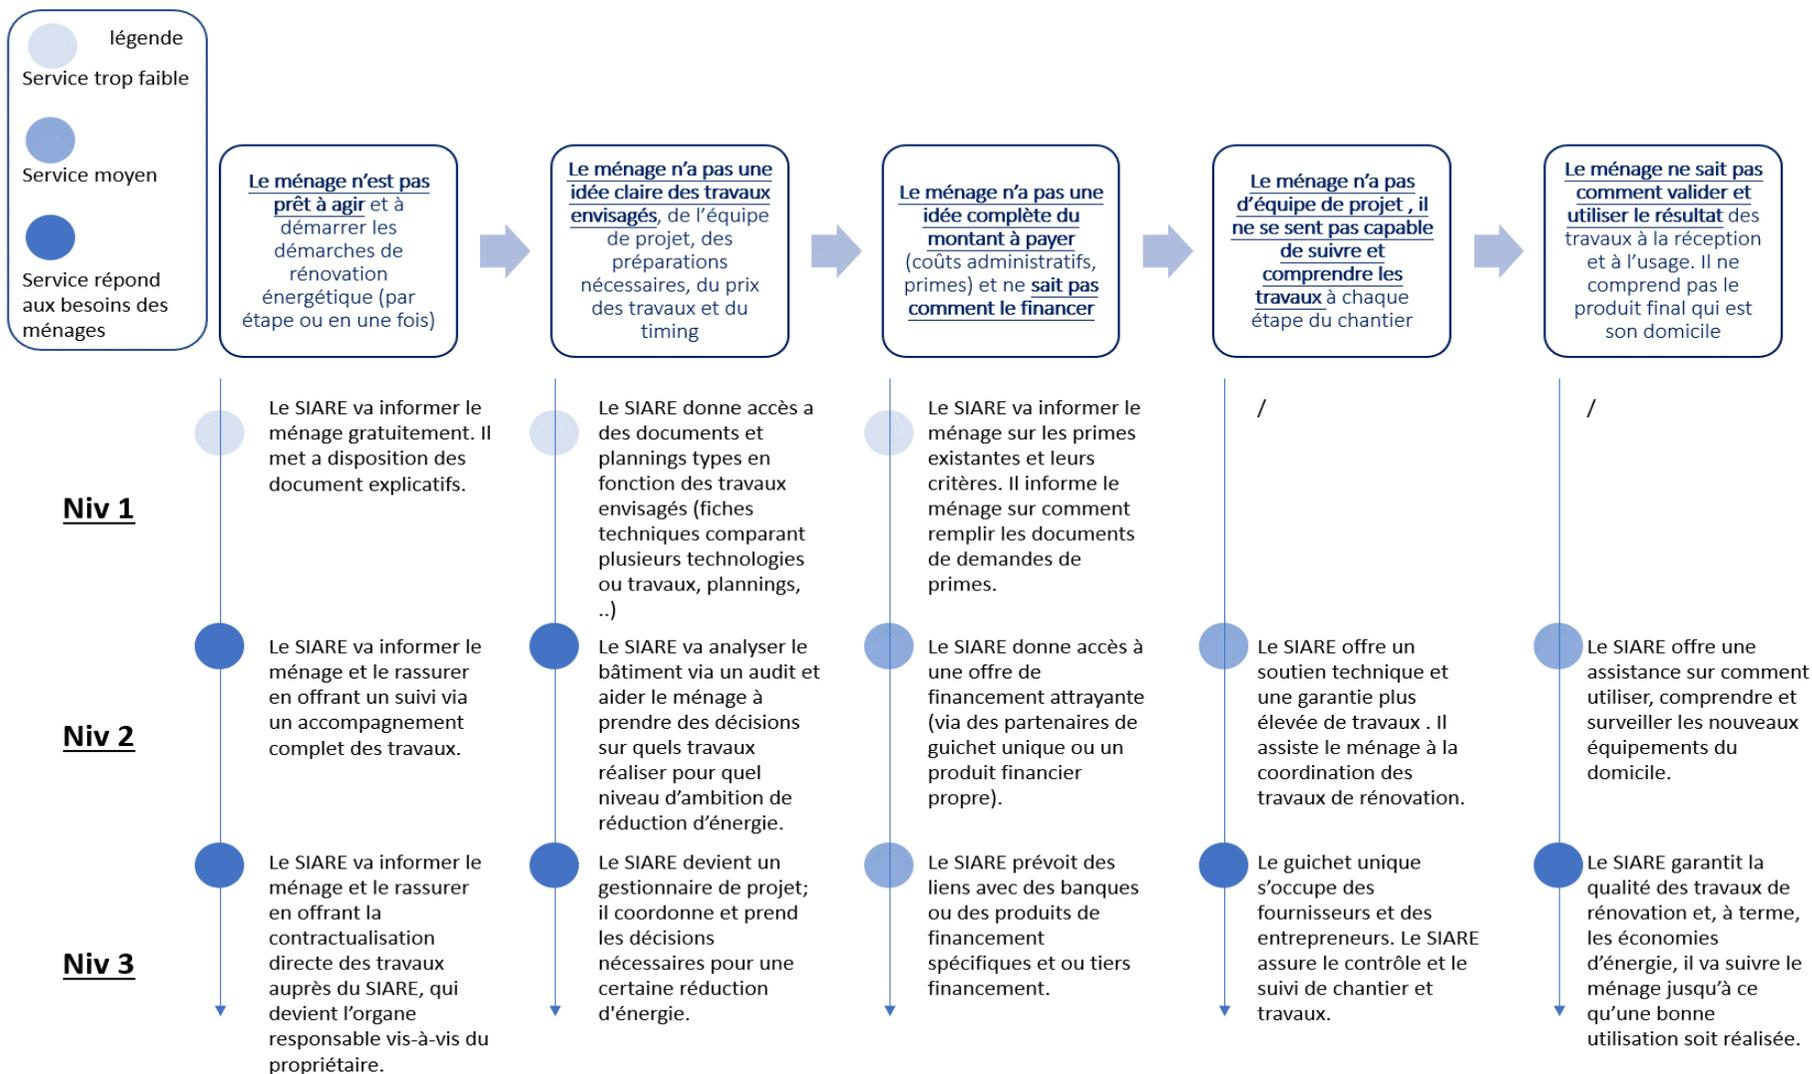 légende
Service trop faible
Service moyen
Service répond
aux besoins des
ménages
Le ménage n'est pas
prêt à agir et à
démarrer les
démarches de
rénovation
énergétique (par
étape ou en une fois)
Le ménage n'a pas une
idée claire des travaux
envisagés, de l'équipe
de projet, des
préparations
nécessaires, du prix
des travaux et du
timing
Le ménage n'a pas une
idée complète du
montant à payer
(coûts administratifs,
primes) et ne sait pas
comment le financer
Le ménage n'a pas
d'équipe de projet , il
ne se sent pas capable
de suivre et
comprendre les
travaux à chaque
étape du chantier
Le ménage ne sait pas
comment valider et
utiliser le résultat des
travaux à la réception
et à l'usage. Il ne
comprend pas le
produit final qui est
son domicile
Niv 1
Le SIARE va informer le
ménage gratuitement. Il
met a disposition des
document explicatifs.
Le SIARE donne accès a
des documents et
plannings types en
fonction des travaux
envisagés (fiches
techniques comparant
plusieurs technologies
ou travaux, plannings,
..)
Le SIARE va informer le
ménage sur les primes
existantes et leurs
critères. Il informe le
ménage sur comment
remplir les documents
de demandes de
primes.
/
/
Niv 2
Le SIARE va informer le
ménage et le rassurer
en offrant un suivi via
un accompagnement
complet des travaux.
Le SIARE va analyser le
bâtiment via un audit et
aider le ménage à
prendre des décisions
sur quels travaux
réaliser pour quel
niveau d'ambition de
réduction d'énergie.
Le SIARE donne accès à
une offre de
financement attrayante
(via des partenaires de
guichet unique ou un
produit financier
propre).
Le SIARE offre un
soutien technique et
une garantie plus
élevée de travaux . Il
assiste le ménage à la
coordination des
travaux de rénovation.
Le SIARE offre une
assistance sur comment
utiliser, comprendre et
surveiller les nouveaux
équipements du
domicile.
Niv 3
Le SIARE va informer le
ménage et le rassurer
en offrant la
contractualisation
directe des travaux
auprès du SIARE, qui
devient l'organe
responsable vis-à-vis du
propriétaire.
Le SIARE devient un
gestionnaire de projet;
il coordonne et prend
les décisions
nécessaires pour une
certaine réduction
d'énergie.
Le SIARE prévoit des
liens avec des banques
ou des produits de
financement
spécifiques et ou tiers
financement.
Le guichet unique
s'occupe des
fournisseurs et des
entrepreneurs. Le SIARE
assure le contrôle et le
suivi de chantier et
travaux.
Le SIARE garantit la
qualité des travaux de
rénovation et, à terme,
les économies
d'énergie, il va suivre le
ménage jusqu'à ce
qu'une bonne
utilisation soit réalisée.